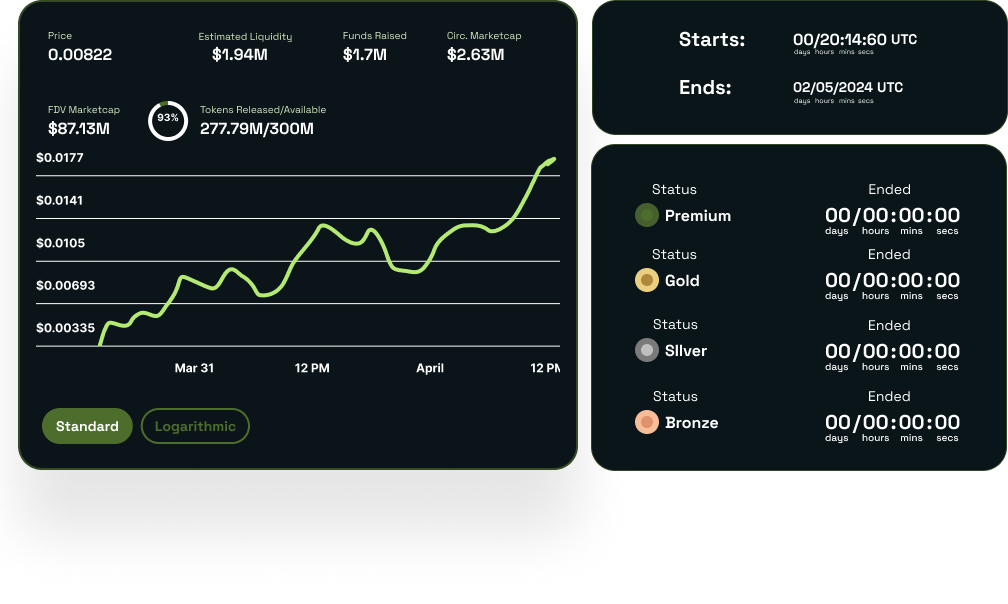 Price Estimated Liquidity Funds Raised Circ. Marketcap
0.00822 $1.94M $1.7M $2.63M
FDV Marketcap 93% Tokens Released/Available
$87.13M 277.79M/300M
$0.0177
$0.0141
$0.0105
$0.00693
$0.00335
Mar 31 12 PM April 12 PM
Standard Logarithmic
Starts: 00/20:14:60 UTC
days hours mins secs
Ends: 02/05/2024 UTC
days hours mins secs
Status Ended
Premium 00/00:00:00
days hours mins secs
Status Ended
Gold 00/00:00:00
days hours mins secs
Status Ended
SIlver 00/00:00:00
days hours mins secs
Status Ended
Bronze 00/00:00:00
days hours mins secs